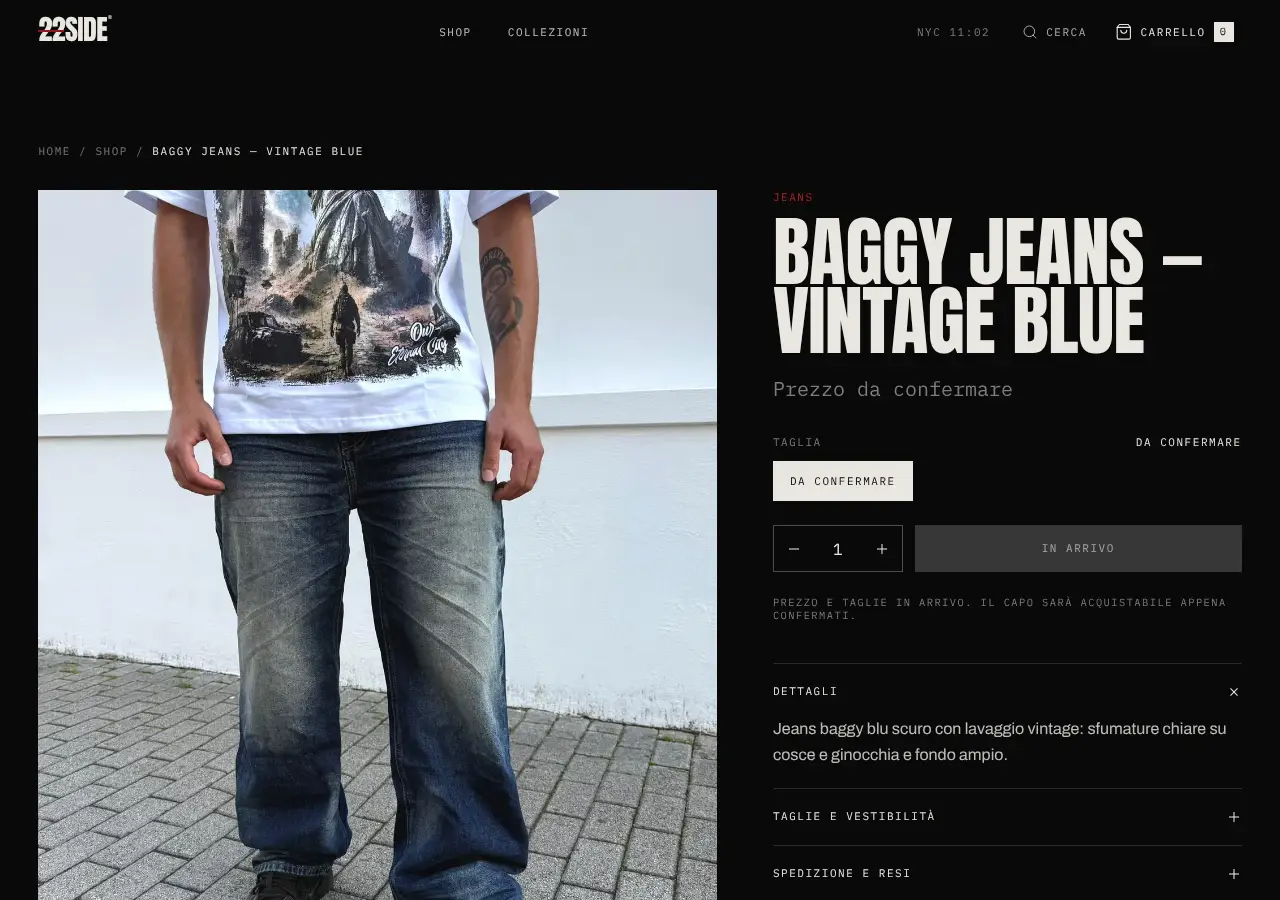 22SIDE
SHOP
COLLEZIONI
NYC 11:02
CERCA
CARRELLO
0
HOME / SHOP / BAGGY JEANS — VINTAGE BLUE
Our
Eternal City
JEANS
BAGGY JEANS —
VINTAGE BLUE
Prezzo da confermare
TAGLIA
DA CONFERMARE
DA CONFERMARE
− 1 +
IN ARRIVO
PREZZO E TAGLIE IN ARRIVO. IL CAPO SARÀ ACQUISTABILE APPENA
CONFERMATI.
DETTAGLI
Jeans baggy blu scuro con lavaggio vintage: sfumature chiare su
cosce e ginocchia e fondo ampio.
TAGLIE E VESTIBILITÀ
SPEDIZIONE E RESI